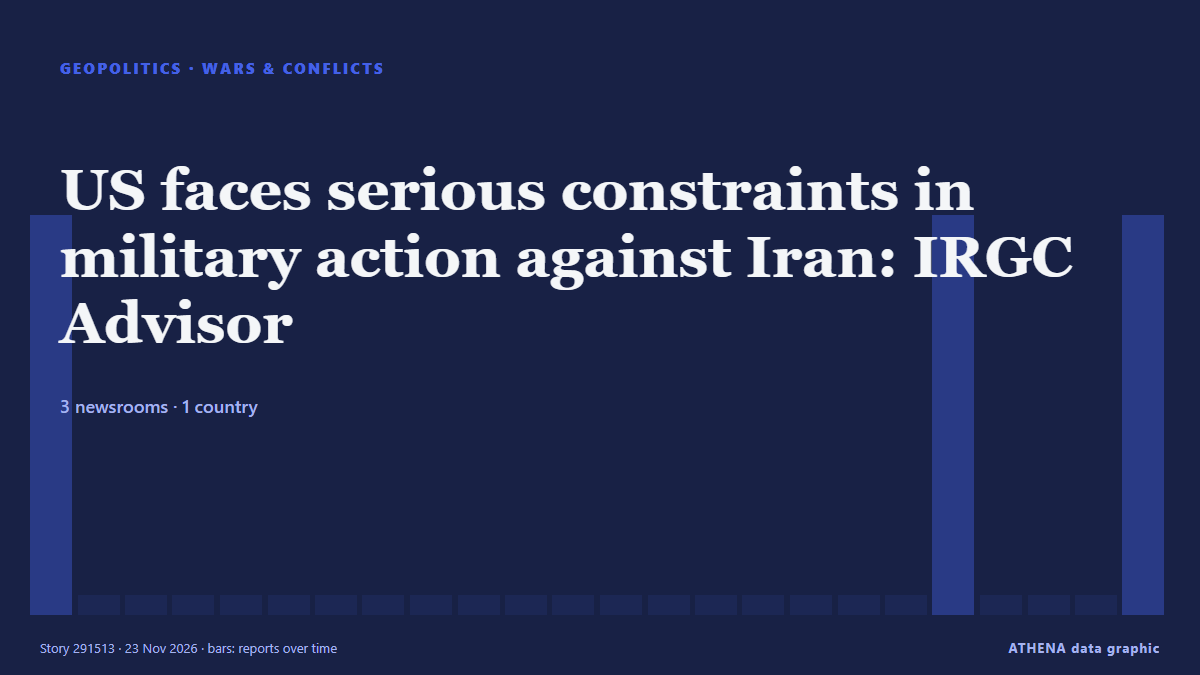 GEOPOLITICS · WARS & CONFLICTS
US faces serious constraints in
military action against Iran: IRGC
Advisor
3 newsrooms · 1 country
Story 291513 · 23 Nov 2026 · bars: reports over time
ATHENA data graphic